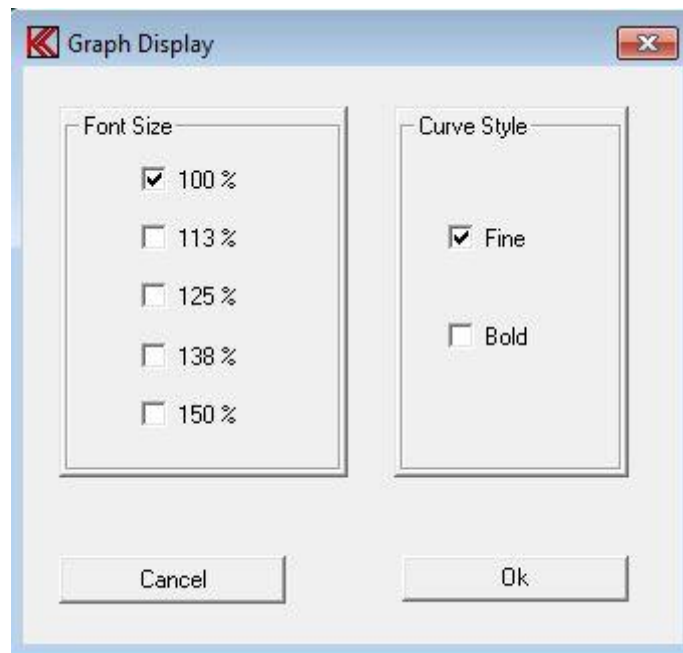 Graph Display
Font Size
100 %
113 %
125 %
138 %
150 %
Curve Style
Fine
Bold
Cancel
Ok